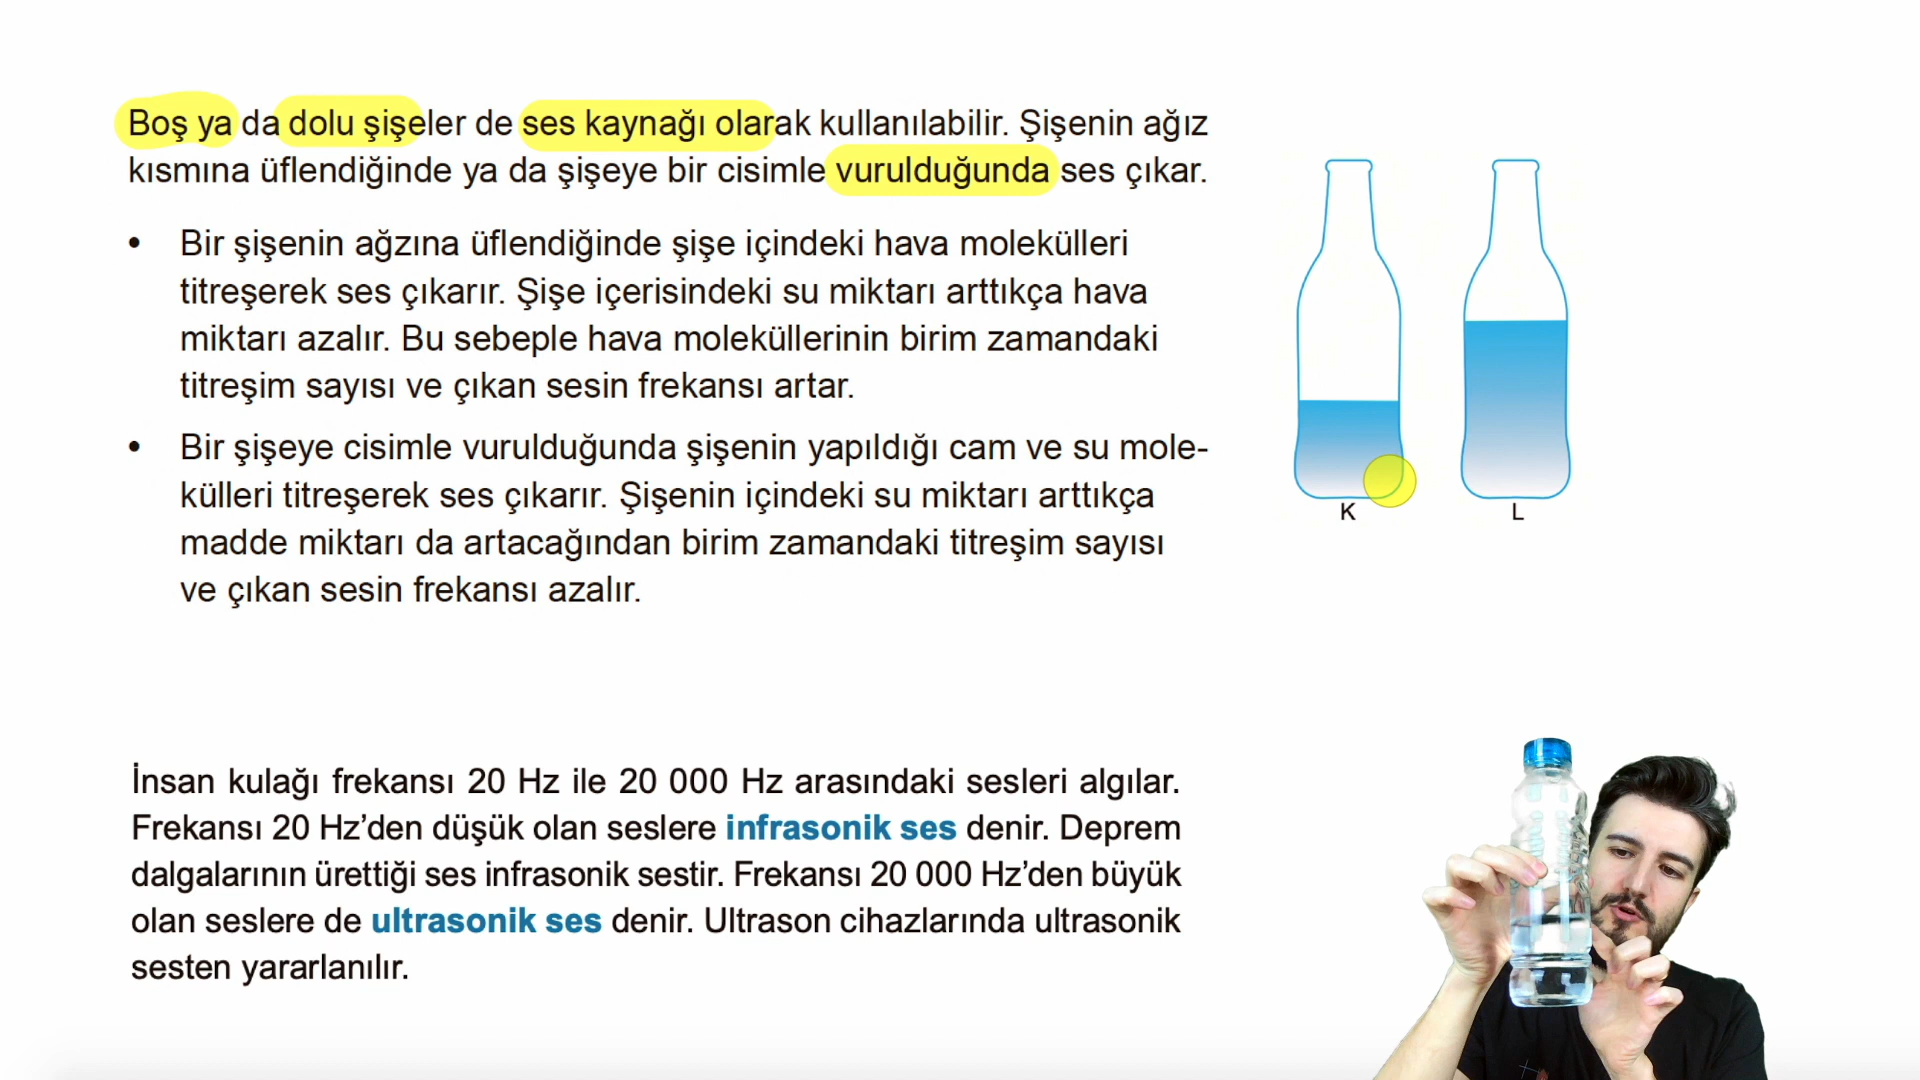 Boş ya da dolu şişeler de ses kaynağı olarak kullanılabilir. Şişenin ağız
kısmına üflendiğinde ya da şişeye bir cisimle vurulduğunda ses çıkar.
• Bir şişenin ağzına üflendiğinde şişe içindeki hava molekülleri
titreşerek ses çıkarır. Şişe içerisindeki su miktarı arttıkça hava
miktarı azalır. Bu sebeple hava moleküllerinin birim zamandaki
titreşim sayısı ve çıkan sesin frekansı artar.
• Bir şişeye cisimle vurulduğunda şişenin yapıldığı cam ve su mole-
külleri titreşerek ses çıkarır. Şişenin içindeki su miktarı arttıkça
madde miktarı da artacağından birim zamandaki titreşim sayısı
ve çıkan sesin frekansı azalır.
K
L
İnsan kulağı frekansı 20 Hz ile 20 000 Hz arasındaki sesleri algılar.
Frekansı 20 Hz’den düşük olan seslere infrasonik ses denir. Deprem
dalgalarının ürettiği ses infrasonik sestir. Frekansı 20 000 Hz’den büyük
olan seslere de ultrasonik ses denir. Ultrason cihazlarında ultrasonik
sesten yararlanılır.